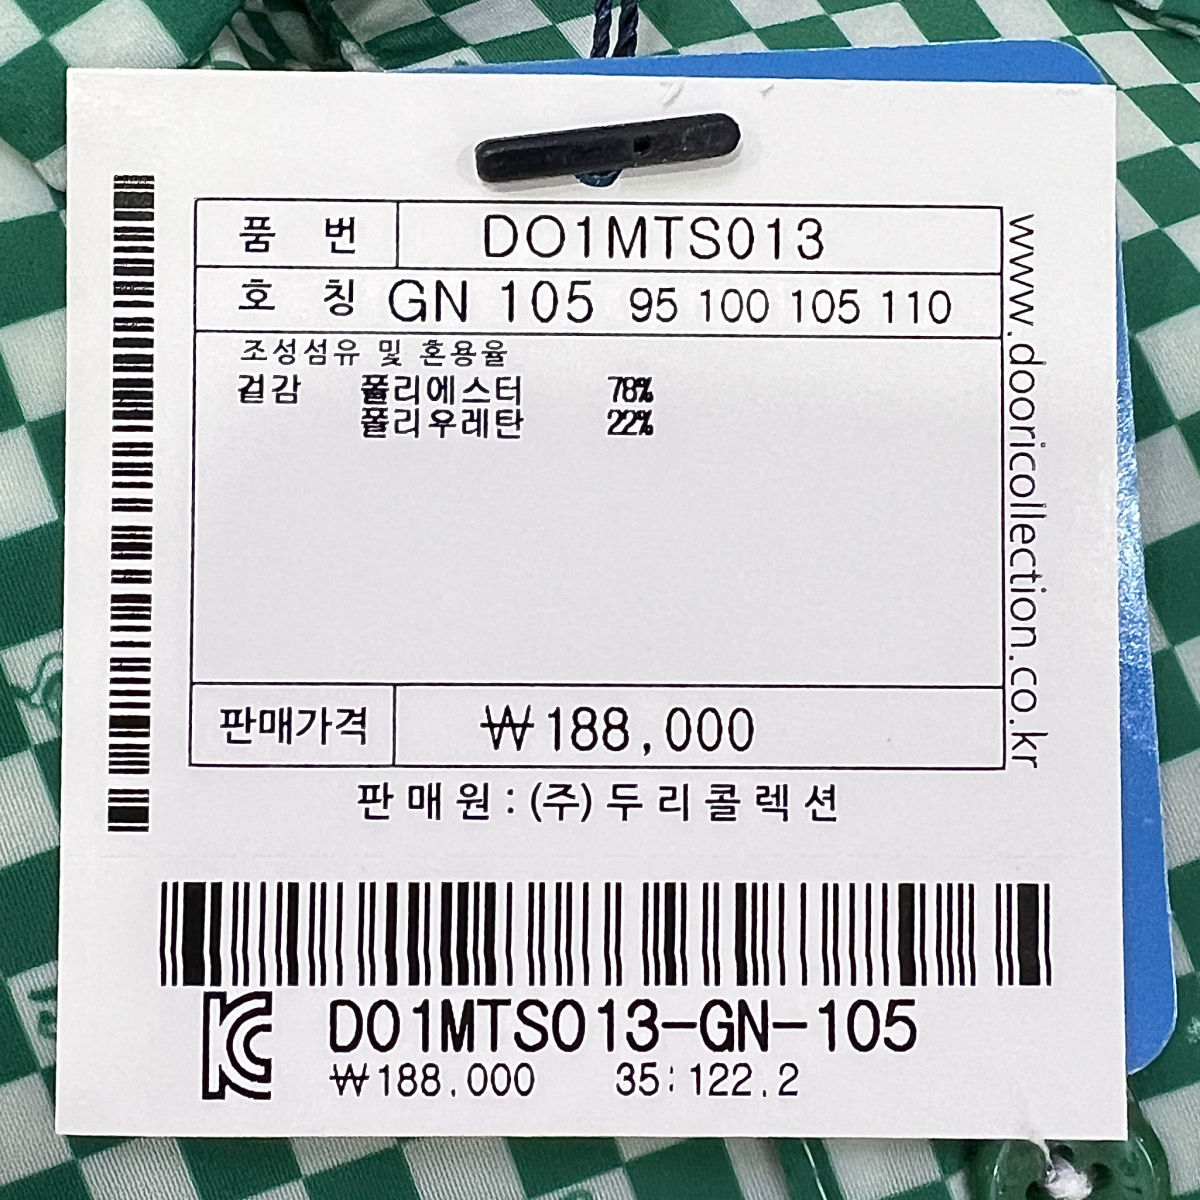 품 번 DO1MTS013
호 칭 GN 105 95 100 105 110
조성섬유 및 혼용율
겉감 폴리에스터 78%
폴리우레탄 22%
판매가격 ₩188,000
판매원:(주)두리콜렉션
www.dooricollection.co.kr
DO1MTS013-GN-105
₩188,000 35:122.2